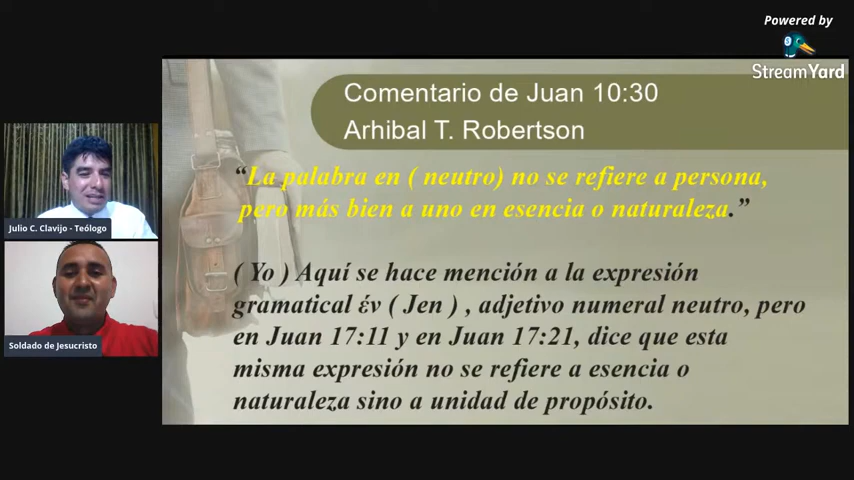 Powered by
StreamYard
Comentario de Juan 10:30
Arhibal T. Robertson
“La palabra en ( neutro) no se refiere a persona,
pero más bien a uno en esencia o naturaleza.”
( Yo ) Aquí se hace mención a la expresión
gramatical έν ( Jen ) , adjetivo numeral neutro, pero
en Juan 17:11 y en Juan 17:21, dice que esta
misma expresión no se refiere a esencia o
naturaleza sino a unidad de propósito.
Julio C. Clavijo - Teólogo
Soldado de Jesucristo